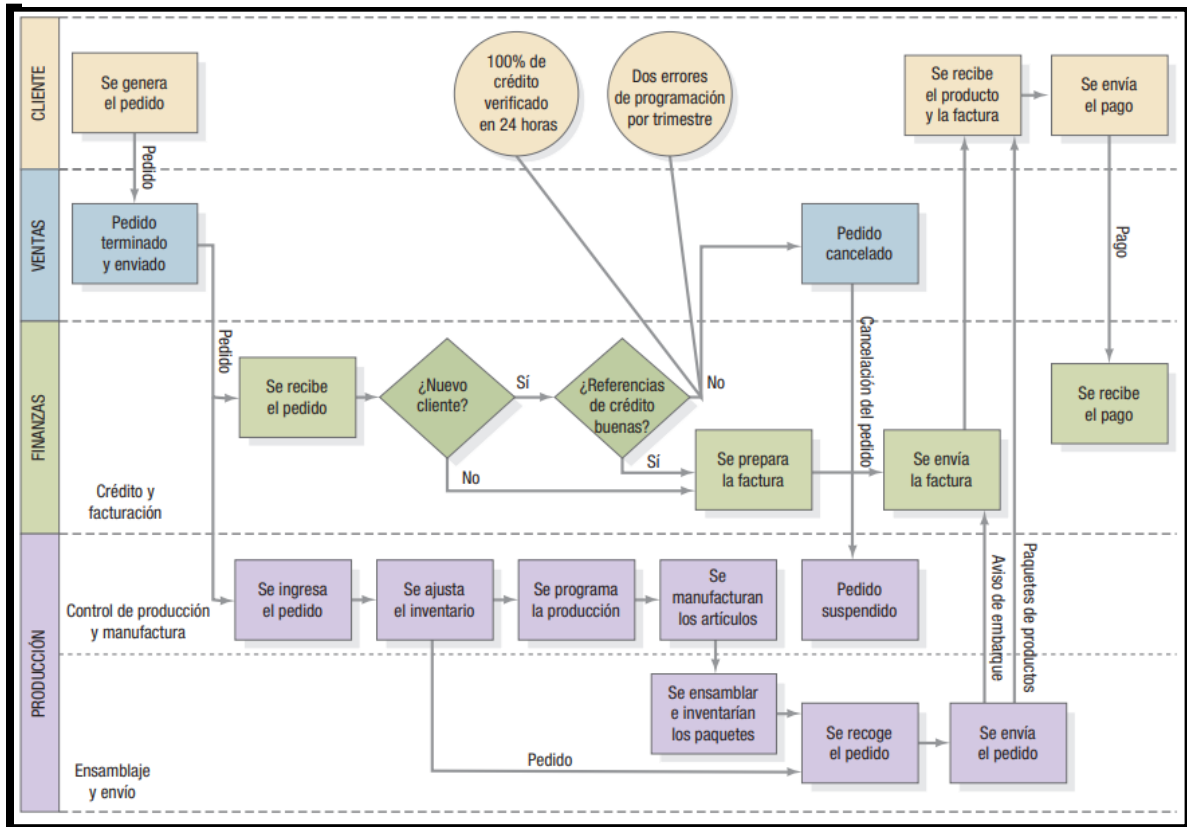 CLIENTE
Se genera
el pedido
100% de
crédito
verificado
en 24 horas
Dos errores
de programación
por trimestre
Se recibe
el producto
y la factura
Se envía
el pago
Pedido
VENTAS
Pedido
terminado
y enviado
Pedido
cancelado
Pago
FINANZAS
Pedido
Se recibe
el pedido
¿Nuevo
cliente?
Sí
¿Referencias
de crédito
buenas?
No
Cancelación del pedido
Se recibe
el pago
No
Sí
Se prepara
la factura
Se envía
la factura
Crédito y
facturación
PRODUCCIÓN
Control de producción
y manufactura
Se ingresa
el pedido
Se ajusta
el inventario
Se programa
la producción
Se
manufacturan
los artículos
Pedido
suspendido
Aviso de embarque
Paquetes de productos
Se ensamblar
e inventarían
los paquetes
Se recoge
el pedido
Se envía
el pedido
Pedido
Ensamblaje
y envío